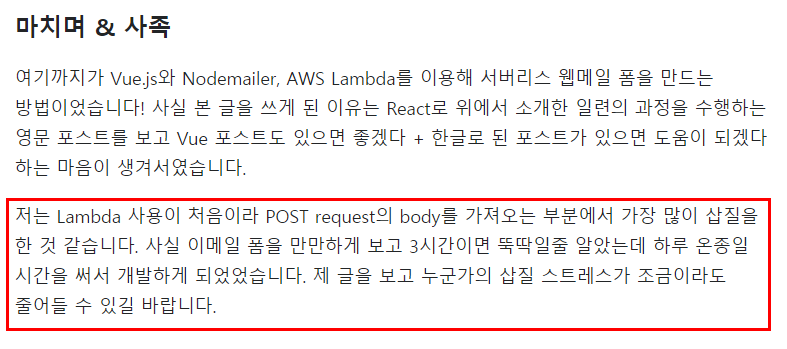 마치며 & 사족
여기까지가 Vue.js와 Nodemailer, AWS Lambda를 이용해 서버리스 웹메일 폼을 만드는
방법이었습니다! 사실 본 글을 쓰게 된 이유는 React로 위에서 소개한 일련의 과정을 수행하는
영문 포스트를 보고 Vue 포스트도 있으면 좋겠다 + 한글로 된 포스트가 있으면 도움이 되겠다
하는 마음이 생겨서였습니다.
저는 Lambda 사용이 처음이라 POST request의 body를 가져오는 부분에서 가장 많이 삽질을
한 것 같습니다. 사실 이메일 폼을 만만하게 보고 3시간이면 뚝딱일줄 알았는데 하루 온종일
시간을 써서 개발하게 되었었습니다. 제 글을 보고 누군가의 삽질 스트레스가 조금이라도
줄어들 수 있길 바랍니다.